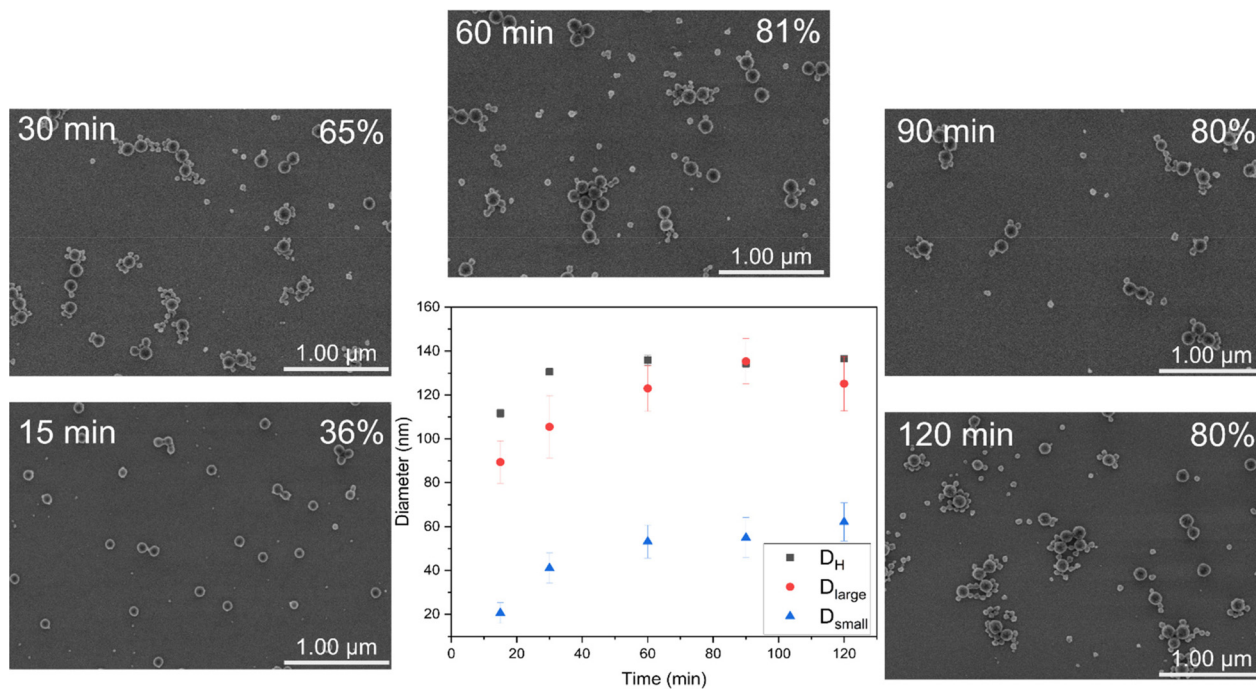 60 min 81%
1.00 µm
30 min 65%
1.00 µm
90 min 80%
1.00 µm
15 min 36%
1.00 µm
120 min 80%
1.00 µm
160
140
120
100
80
60
40
20
Diameter (nm)
D_H
D_large
D_small
0 20 40 60 80 100 120
Time (min)